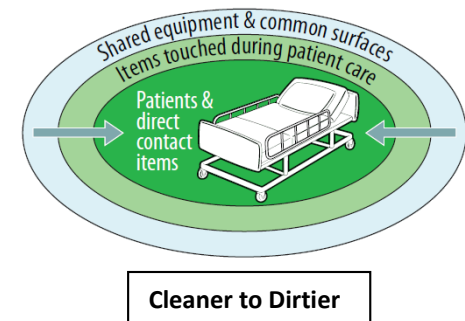 Shared equipment & common surfaces
Items touched during patient care
Patients &
direct
contact
items
Cleaner to Dirtier